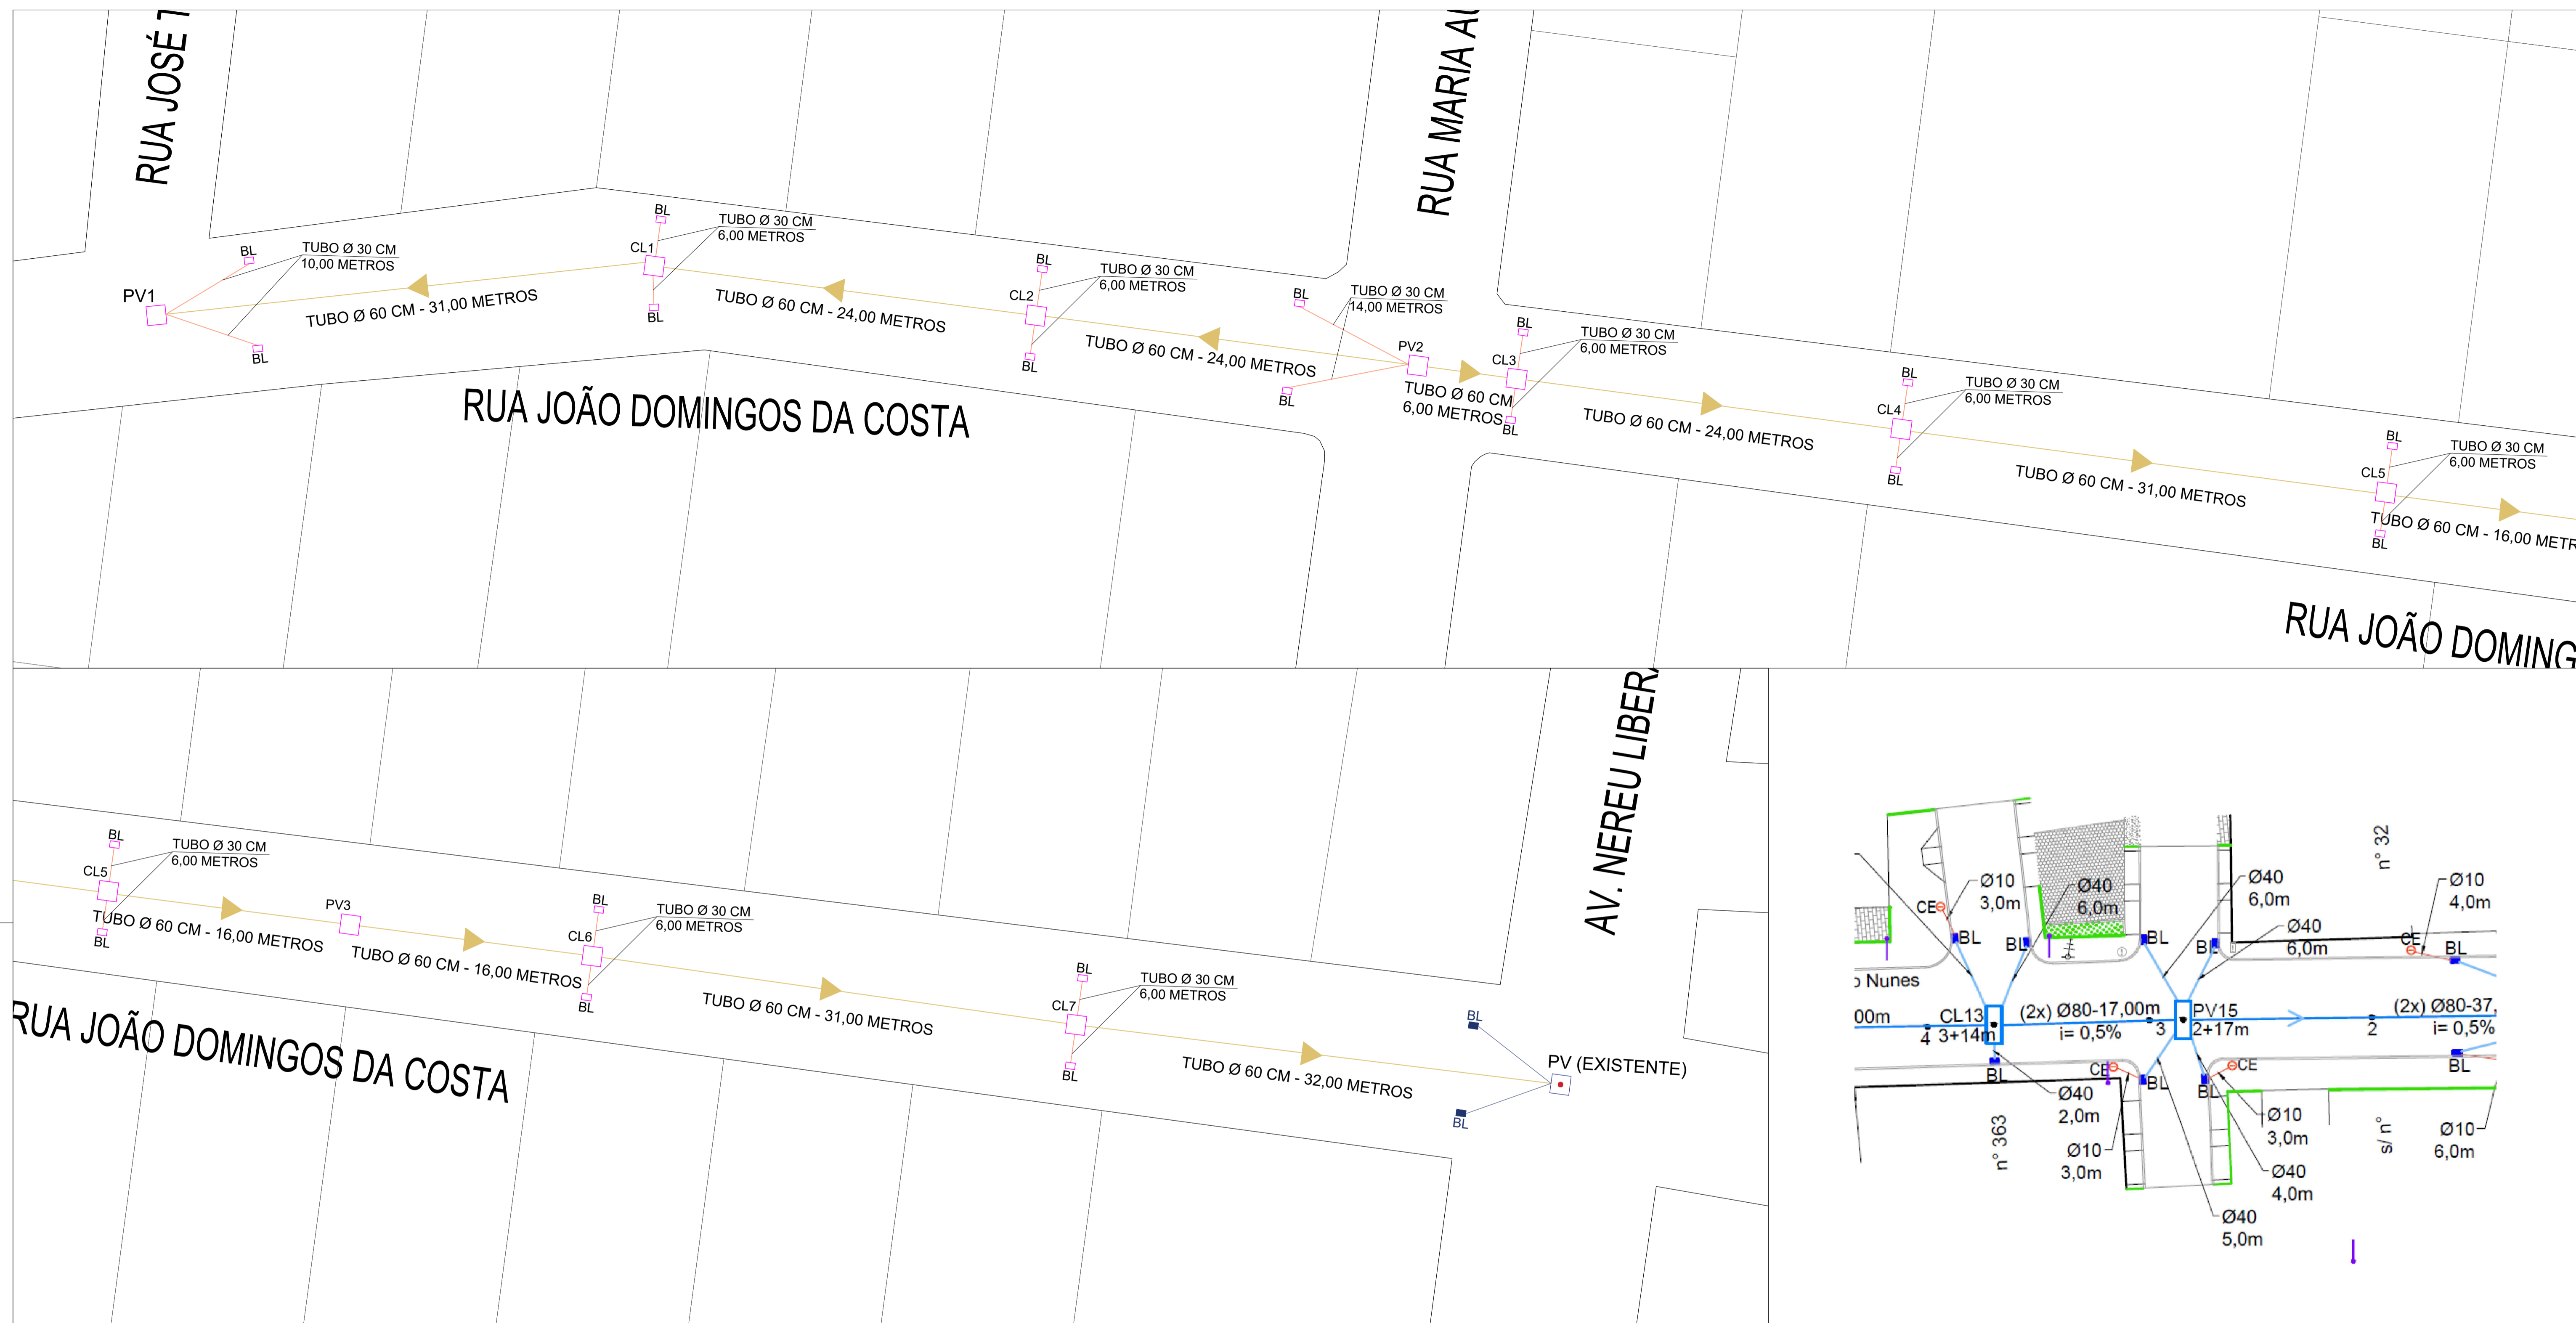 RUA JOSÉ
RUA MARIA
BL
TUBO Ø 30 CM
10,00 METROS
PV1
BL
TUBO Ø 60 CM - 31,00 METROS
BL
TUBO Ø 30 CM
6,00 METROS
CL1
BL
TUBO Ø 60 CM - 24,00 METROS
BL
TUBO Ø 30 CM
6,00 METROS
CL2
BL
TUBO Ø 60 CM - 24,00 METROS
BL
TUBO Ø 30 CM
14,00 METROS
PV2
BL
TUBO Ø 60 CM
6,00 METROS
BL
TUBO Ø 30 CM
6,00 METROS
CL3
BL
TUBO Ø 60 CM - 24,00 METROS
BL
TUBO Ø 30 CM
6,00 METROS
CL4
BL
TUBO Ø 60 CM - 31,00 METROS
BL
TUBO Ø 30 CM
6,00 METROS
CL5
TUBO Ø 60 CM - 16,00 METR
BL
RUA JOÃO DOMINGOS DA COSTA
RUA JOÃO DOMING
AV. NEREU LIBER
BL
TUBO Ø 30 CM
6,00 METROS
CL5
TUBO Ø 60 CM - 16,00 METROS
BL
PV3
TUBO Ø 60 CM - 16,00 METROS
BL
TUBO Ø 30 CM
6,00 METROS
CL6
BL
TUBO Ø 60 CM - 31,00 METROS
BL
TUBO Ø 30 CM
6,00 METROS
CL7
BL
TUBO Ø 60 CM - 32,00 METROS
BL
PV (EXISTENTE)
BL
RUA JOÃO DOMINGOS DA COSTA
n° 32
Ø10
3,0m
Ø40
6,0m
Ø40
6,0m
Ø10
4,0m
CE
BL
BL
BL
BL
Ø40
6,0m
CE
BL
o Nunes
00m
CL13
4
3+14m
(2x) Ø80-17,00m
i= 0,5%
3
PV15
2+17m
2
(2x) Ø80-37,
i= 0,5%
BL
CE
BL
BL
CE
BL
Ø40
2,0m
n° 363
Ø10
3,0m
Ø10
3,0m
Ø40
4,0m
Ø40
5,0m
s/ n°
Ø10
6,0m